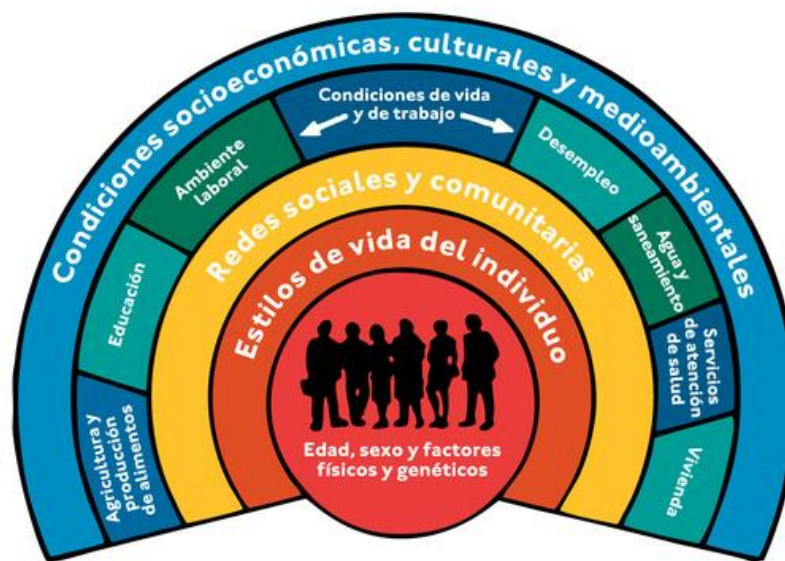 Condiciones socioeconómicas, culturales y medioambientales
Condiciones de vida
y de trabajo
Agricultura y
producción
de alimentos
Educación
Ambiente
laboral
Desempleo
Agua y
saneamiento
Servicios
de atención
de salud
Vivienda
Redes sociales y comunitarias
Estilos de vida del individuo
Edad, sexo y factores
físicos y genéticos